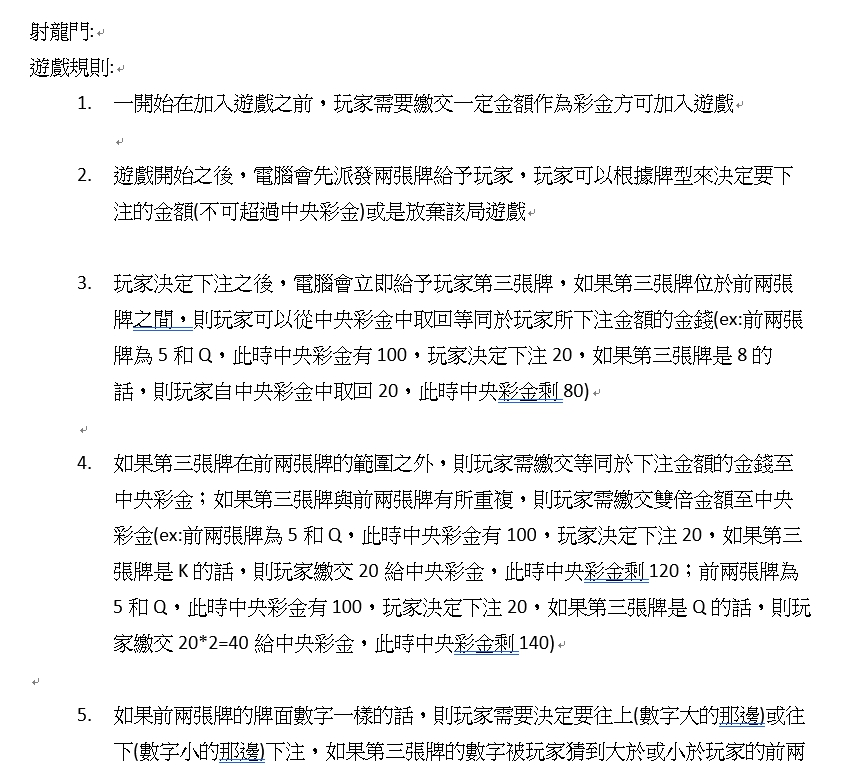 射龍門:
遊戲規則:
1. 一開始在加入遊戲之前，玩家需要繳交一定金額作為彩金方可加入遊戲
2. 遊戲開始之後，電腦會先派發兩張牌給予玩家，玩家可以根據牌型來決定要下
注的金額(不可超過中央彩金)或是放棄該局遊戲
3. 玩家決定下注之後，電腦會立即給予玩家第三張牌，如果第三張牌位於前兩張
牌之間，則玩家可以從中央彩金中取回等同於玩家所下注金額的金錢(ex:前兩張
牌為 5 和 Q，此時中央彩金有 100，玩家決定下注 20，如果第三張牌是 8 的
話，則玩家自中央彩金中取回 20，此時中央彩金剩 80)
4. 如果第三張牌在前兩張牌的範圍之外，則玩家需繳交等同於下注金額的金錢至
中央彩金；如果第三張牌與前兩張牌有所重複，則玩家需繳交雙倍金額至中央
彩金(ex:前兩張牌為 5 和 Q，此時中央彩金有 100，玩家決定下注 20，如果第三
張牌是 K 的話，則玩家繳交 20 給中央彩金，此時中央彩金剩 120；前兩張牌為
5 和 Q，此時中央彩金有 100，玩家決定下注 20，如果第三張牌是 Q 的話，則玩
家繳交 20*2=40 給中央彩金，此時中央彩金剩 140)
5. 如果前兩張牌的牌面數字一樣的話，則玩家需要決定要往上(數字大的那邊)或往
下(數字小的那邊)下注，如果第三張牌的數字被玩家猜到大於或小於玩家的前兩